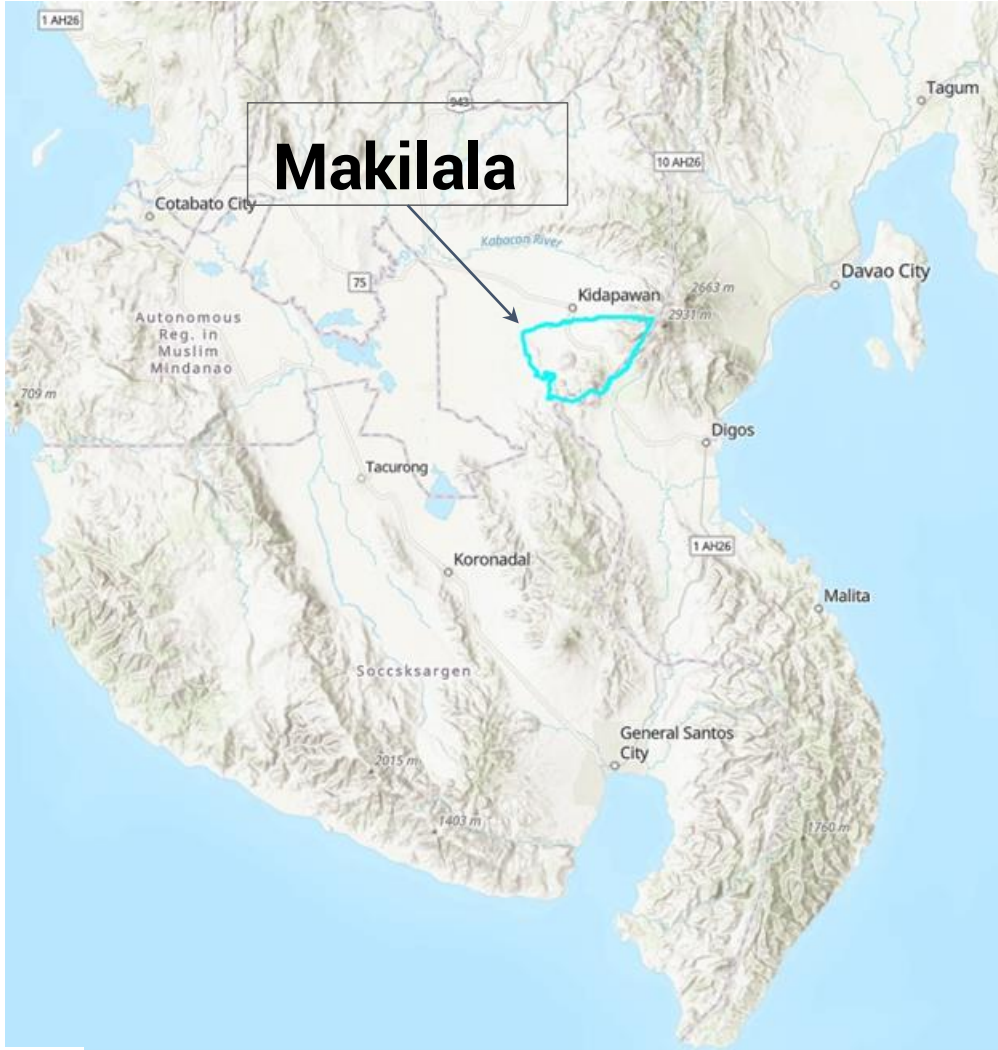 1 AH26
Tagum
943
Makilala
10 AH26
Cotabato City
Kabacan River
Davao City
75
2663 m
Kidapawan
2931 m
Autonomous
Reg. in
Muslim
Mindanao
709 m
Digos
Tacurong
1 AH26
Koronadal
Malita
Soccsksargen
General Santos
City
2015 m
1403 m
1760 m